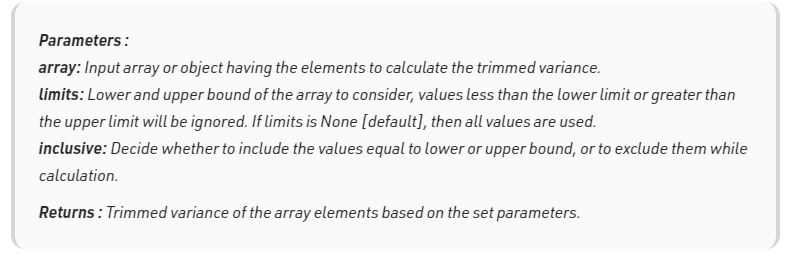 Parameters :
array: Input array or object having the elements to calculate the trimmed variance.
limits: Lower and upper bound of the array to consider, values less than the lower limit or greater than
the upper limit will be ignored. If limits is None [default], then all values are used.
inclusive: Decide whether to include the values equal to lower or upper bound, or to exclude them while
calculation.
Returns : Trimmed variance of the array elements based on the set parameters.